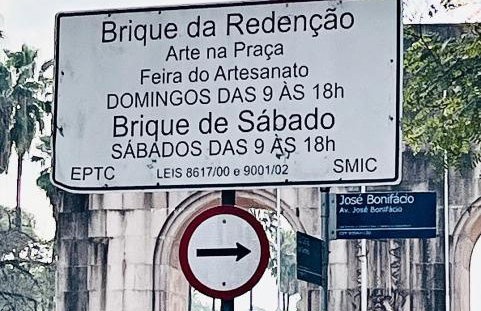 Brique da Redenção
Arte na Praça
Feira do Artesanato
DOMINGOS DAS 9 ÀS 18h
Brique de Sábado
SÁBADOS DAS 9 ÀS 18h
EPTC LEIS 8617/00 e 9001/02 SMIC
José Bonifácio
Av. José Bonifácio